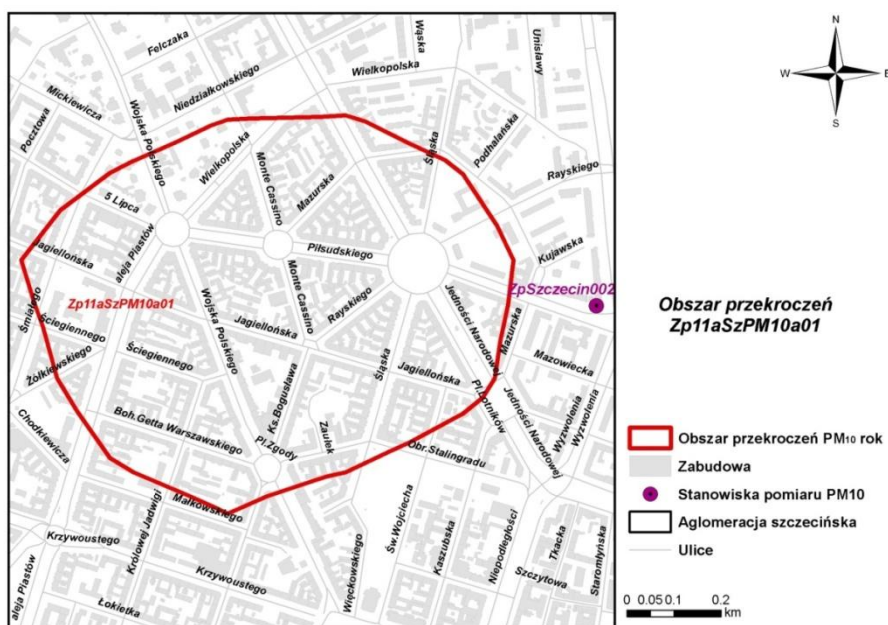 Felczaka
Wąska
Unisławy
Niedziałkowskiego
Wielkopolska
Mickiewicza
Pocztowa
Wojska Polskiego
Wielkopolska
Monte Cassino
Mazurska
Śląska
Podhalańska
Rayskiego
5 Lipca
aleja Piastów
Jagiellońska
Piłsudskiego
Kujawska
ZpSzczecin002
Zp11aSzPM10a01
Śmiałego
Ściegiennego
Żółkiewskiego
Chodkiewicza
Ściegiennego
Wojska Polskiego
Jagiellońska
Monte Cassino
Rayskiego
Jedności Narodowej
Mazurska
Mazowiecka
Śląska
Jagiellońska
Ks.Bogusława
Zaułek
Pl.Lotników
Jedności Narodowej
Wyzwolenia
Wyzwolenia
Boh.Getta Warszawskiego
Pl.Zgody
Obr.Stalingradu
Małkowskiego
Królowej Jadwigi
Krzywoustego
Krzywoustego
aleja Piastów
Łokietka
Więckowskiego
Św.Wojciecha
Kaszubska
Niepodległości
Tkacka
Szczytowa
Staromłyńska
N
W
E
S
Obszar przekroczeń
Zp11aSzPM10a01
Obszar przekroczeń PM10 rok
Zabudowa
Stanowiska pomiaru PM10
Aglomeracja szczecińska
Ulice
0 0.05 0.1 0.2
km